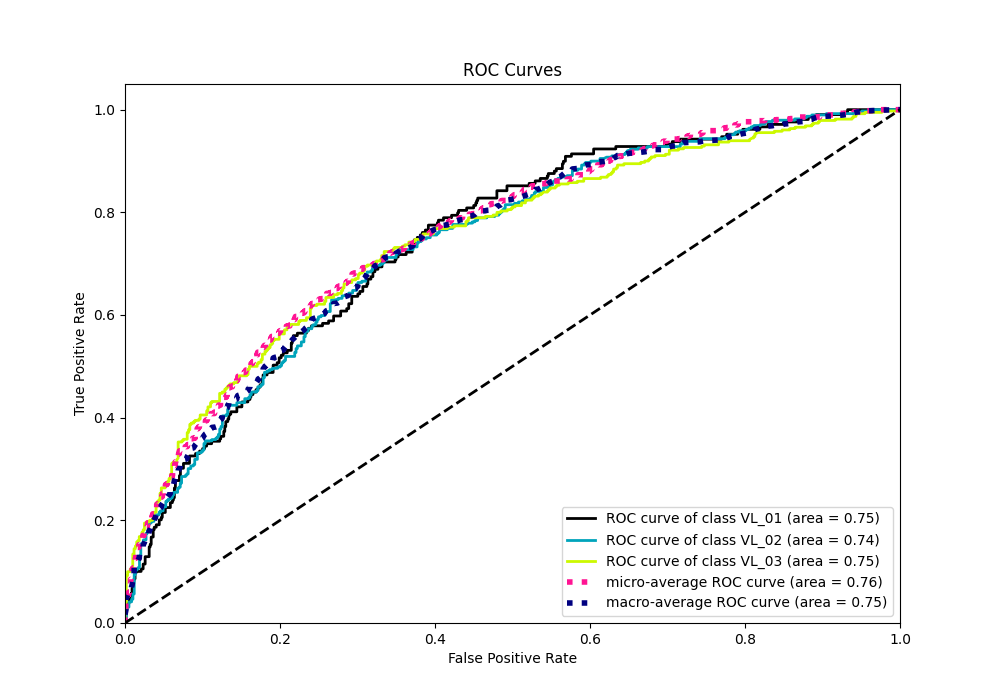 ROC Curves
True Positive Rate
1.0
0.8
0.6
0.4
0.2
0.0
0.0 0.2 0.4 0.6 0.8 1.0
False Positive Rate
ROC curve of class VL_01 (area = 0.75)
ROC curve of class VL_02 (area = 0.74)
ROC curve of class VL_03 (area = 0.75)
micro-average ROC curve (area = 0.76)
macro-average ROC curve (area = 0.75)